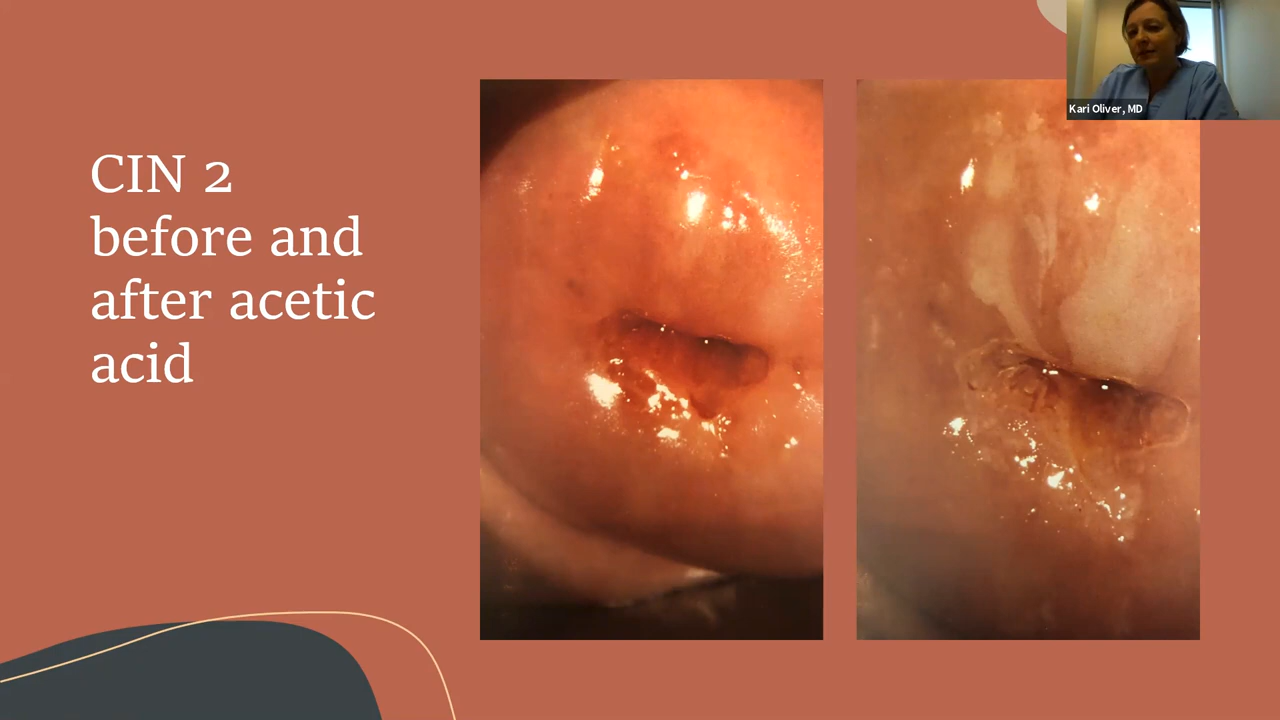 CIN 2
before and
after acetic
acid
Kari Oliver, MD